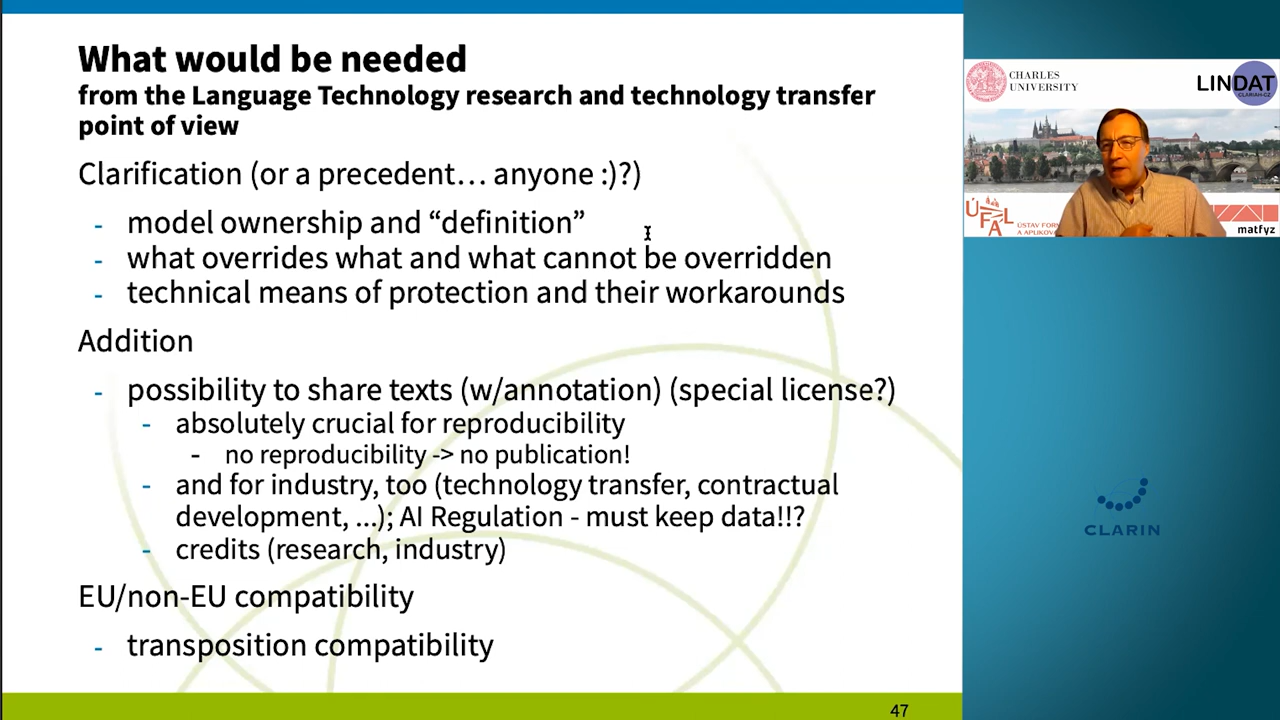 What would be needed
from the Language Technology research and technology transfer
point of view
Clarification (or a precedent… anyone :)?)
- model ownership and “definition”
- what overrides what and what cannot be overridden
- technical means of protection and their workarounds
Addition
- possibility to share texts (w/annotation) (special license?)
- absolutely crucial for reproducibility
- no reproducibility -> no publication!
- and for industry, too (technology transfer, contractual
development, ...); AI Regulation - must keep data!!?
- credits (research, industry)
EU/non-EU compatibility
- transposition compatibility
47
CHARLES
UNIVERSITY
LINDAT
CLARIAH-CZ
ÚFAL
ÚSTAV FOR
A APLIKOV
matfyz
CLARIN